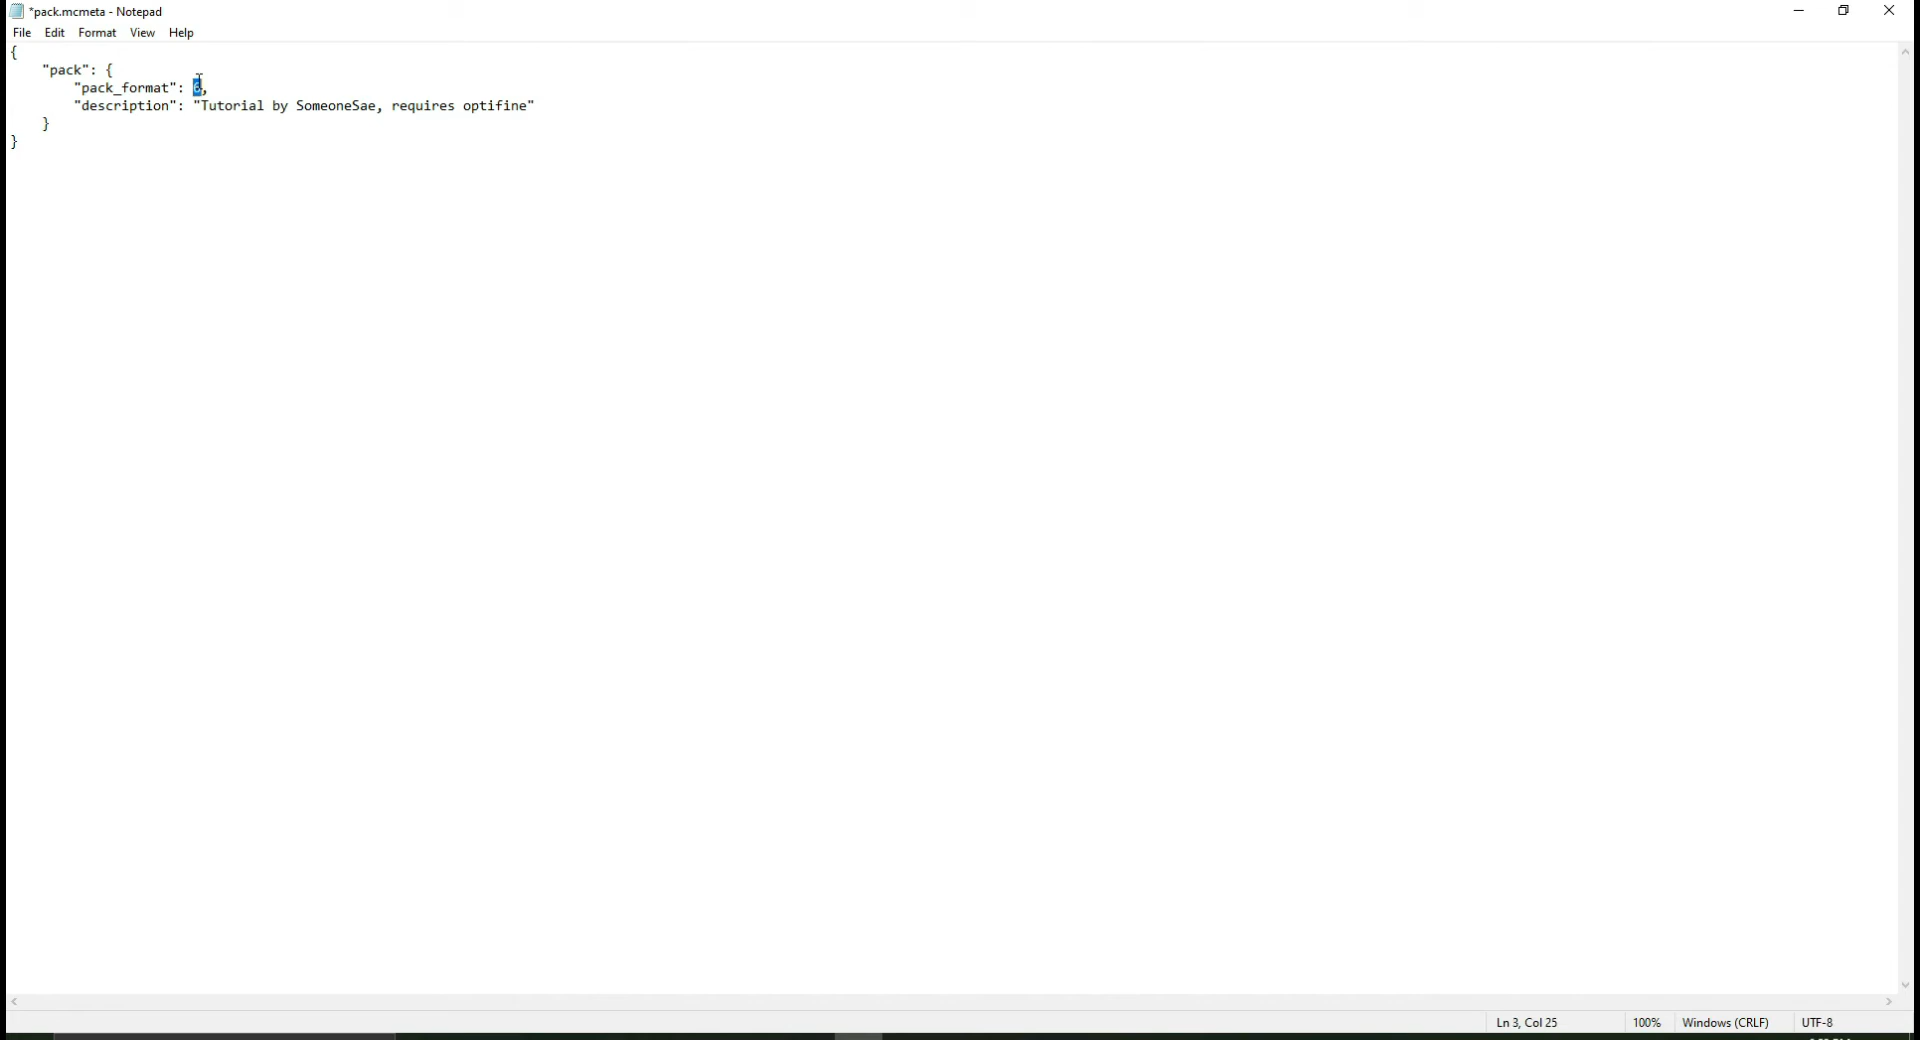 *pack.mcmeta - Notepad
File Edit Format View Help
{
"pack": {
"pack_format": 6,
"description": "Tutorial by SomeoneSae, requires optifine"
}
}
Ln 3, Col 25 100% Windows (CRLF) UTF-8